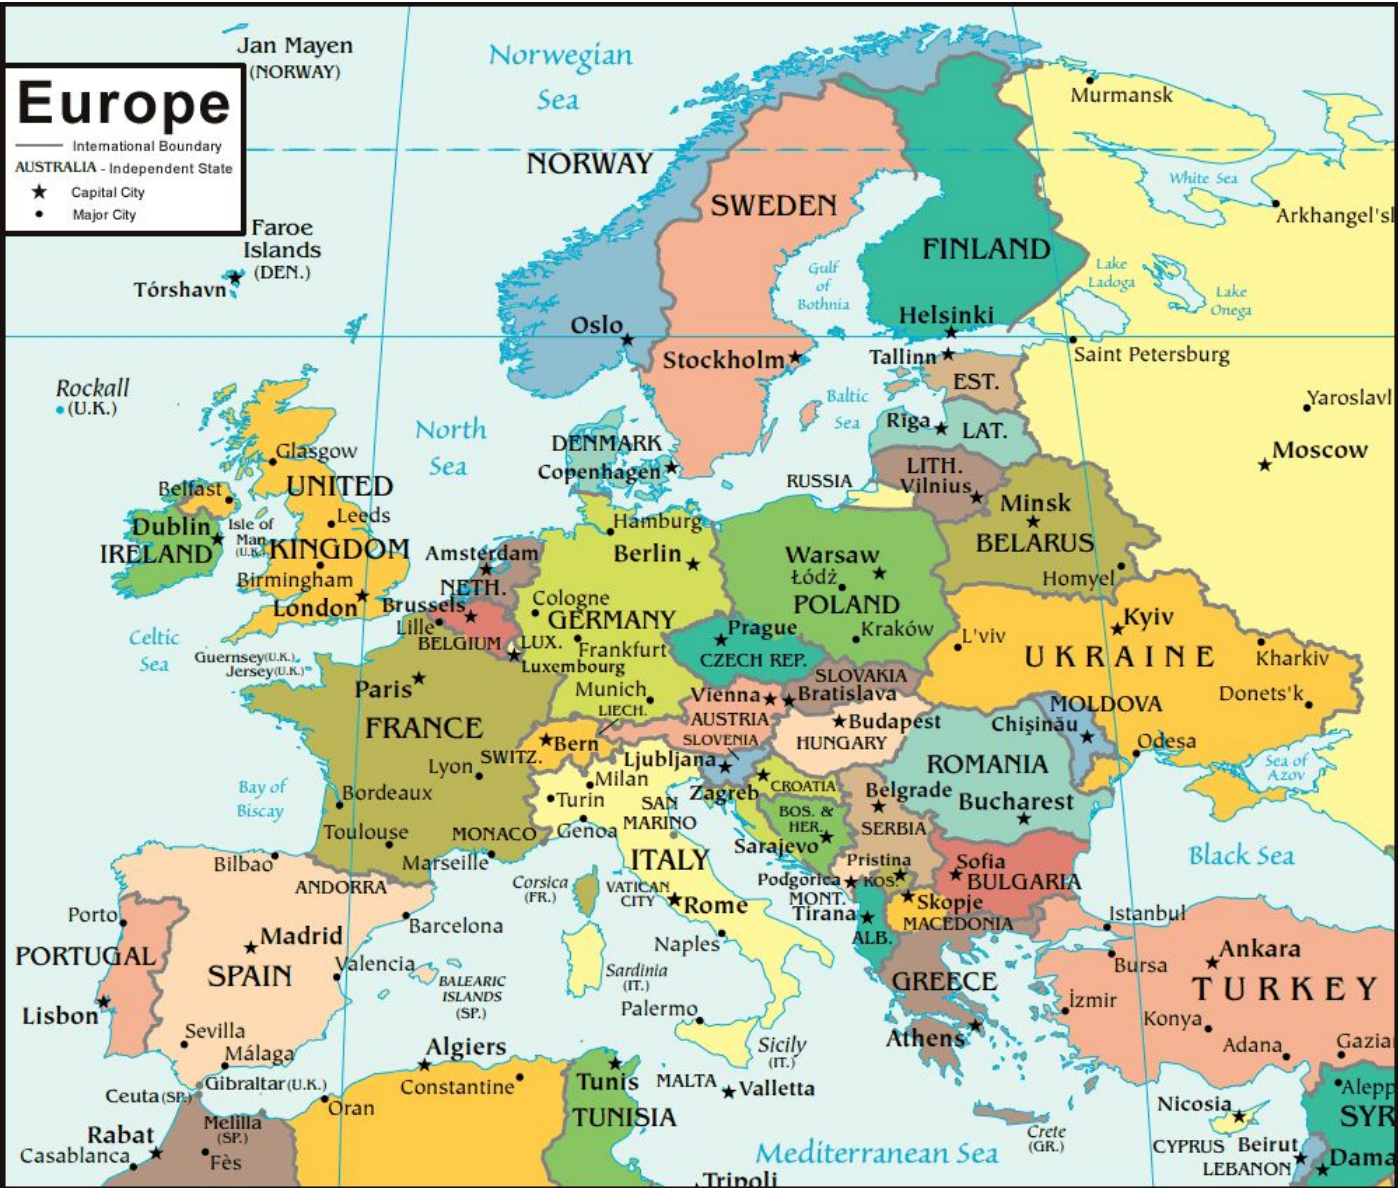 Jan Mayen
(NORWAY)
Norwegian
Sea
Europe
International Boundary
AUSTRALIA - Independent State
Capital City
Major City
Murmansk
NORWAY
White Sea
SWEDEN
Arkhangel'sk
Faroe
Islands
(DEN.)
Tórshavn
FINLAND
Gulf
of
Bothnia
Lake
Ladoga
Lake
Onega
Helsinki
Oslo
Stockholm
Tallinn
Saint Petersburg
EST.
Rockall
(U.K.)
Baltic
Sea
Yaroslavl
North
Sea
Riga
LAT.
DENMARK
Copenhagen
Moscow
Glasgow
LITH.
Vilnius
RUSSIA
UNITED
KINGDOM
Belfast
Minsk
BELARUS
Dublin
IRELAND
Isle of
Man
(U.K.)
Leeds
Hamburg
Amsterdam
NETH.
Berlin
Warsaw
Łódż
POLAND
Homyel
Birmingham
London
Brussels
Lille
BELGIUM
Cologne
GERMANY
Prague
CZECH REP.
Kraków
L'viv
Kyiv
UKRAINE
Kharkiv
Celtic
Sea
Guernsey(U.K.)
Jersey(U.K.)
LUX.
Luxembourg
Frankfurt
Paris
Munich
LIECH.
Vienna
SLOVAKIA
Bratislava
Donets'k
MOLDOVA
Chişinău
FRANCE
SWITZ.
Bern
AUSTRIA
SLOVENIA
Budapest
HUNGARY
Odesa
Sea of
Azov
Lyon
Milan
Turin
Ljubljana
Zagreb
CROATIA
ROMANIA
Bucharest
Bay of
Biscay
Bordeaux
Genoa
SAN
MARINO
BOS. &
HER.
Sarajevo
Belgrade
SERBIA
Toulouse
MONACO
Marseille
ITALY
Bilbao
ANDORRA
Corsica
(FR.)
VATICAN
CITY
Rome
Podgorica
MONT.
Pristina
KOS.
Sofia
BULGARIA
Black Sea
Porto
PORTUGAL
Barcelona
Tirana
ALB.
Skopje
MACEDONIA
Istanbul
Madrid
SPAIN
Valencia
Naples
Bursa
Ankara
TURKEY
BALEARIC
ISLANDS
(SP.)
Sardinia
(IT.)
GREECE
İzmir
Lisbon
Palermo
Konya
Sevilla
Málaga
Athens
Adana
Gazian
Algiers
Sicily
(IT.)
Ceuta(SP.)
Gibraltar(U.K.)
Constantine
Tunis
TUNISIA
MALTA
Valletta
Alepp
Oran
Nicosia
CYPRUS
SYR
Melilla
(SP.)
Crete
(GR.)
Rabat
Casablanca
Fès
Mediterranean Sea
Beirut
LEBANON
Dama
Tripoli